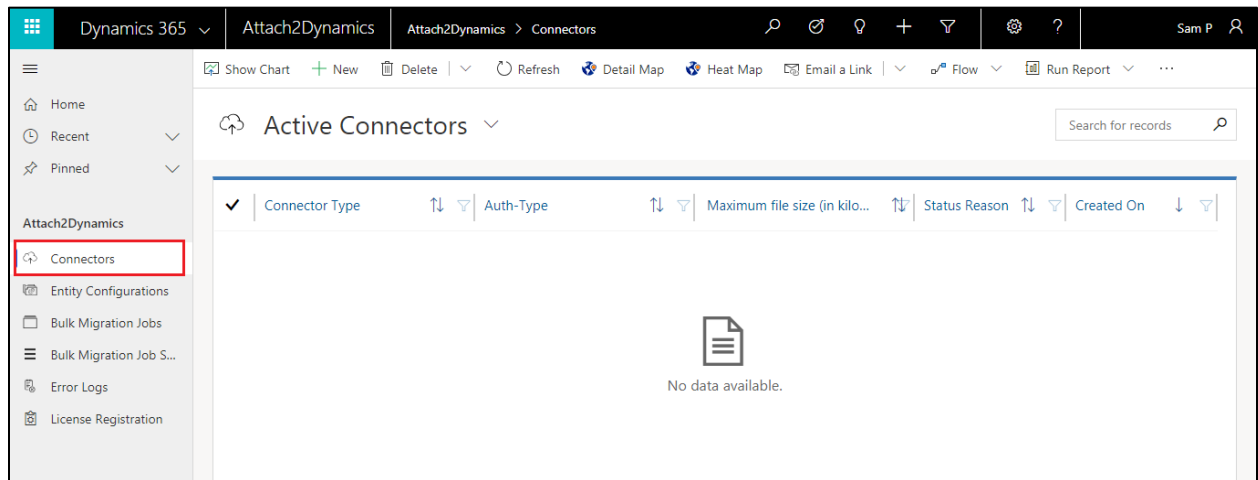 Dynamics 365 Attach2Dynamics Attach2Dynamics > Connectors ? Sam P
Show Chart New Delete Refresh Detail Map Heat Map Email a Link Flow Run Report ...
Home
Recent
Pinned
Active Connectors Search for records
Connector Type Auth-Type Maximum file size (in kilo... Status Reason Created On
Attach2Dynamics
Connectors
Entity Configurations
Bulk Migration Jobs
Bulk Migration Job S...
Error Logs
License Registration
No data available.